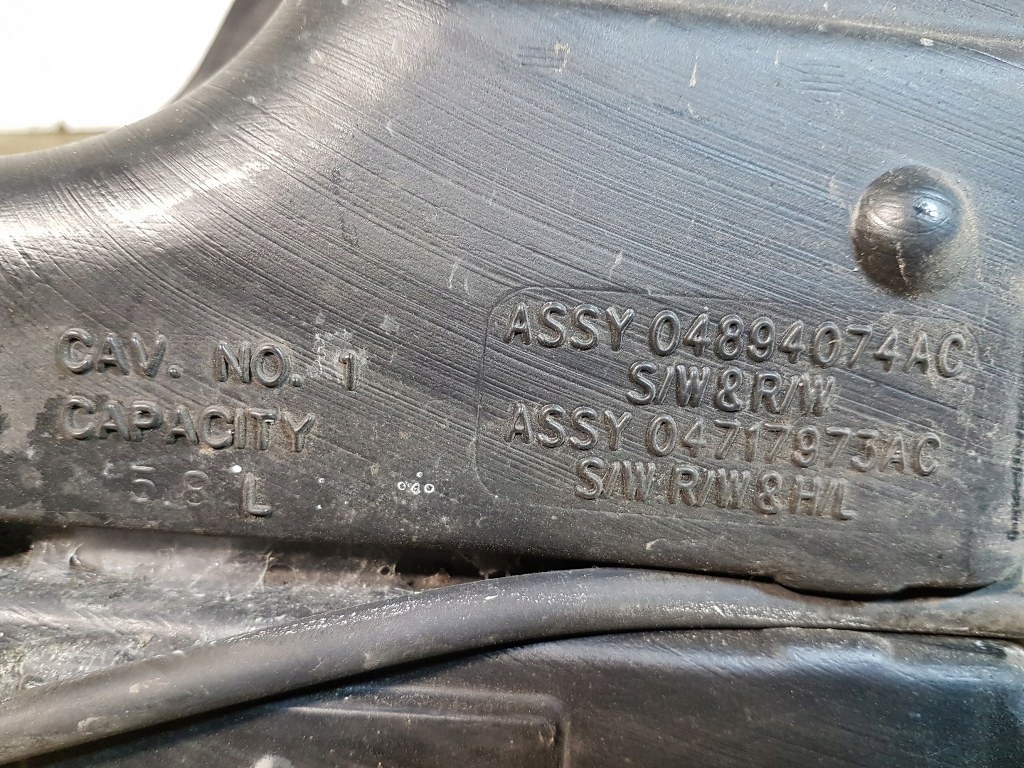 CAV. NO. 1
CAPACITY
5 8 L
ASSY 04894074AC
S/W & R/W
ASSY 04717973AC
S/W R/W & H/L